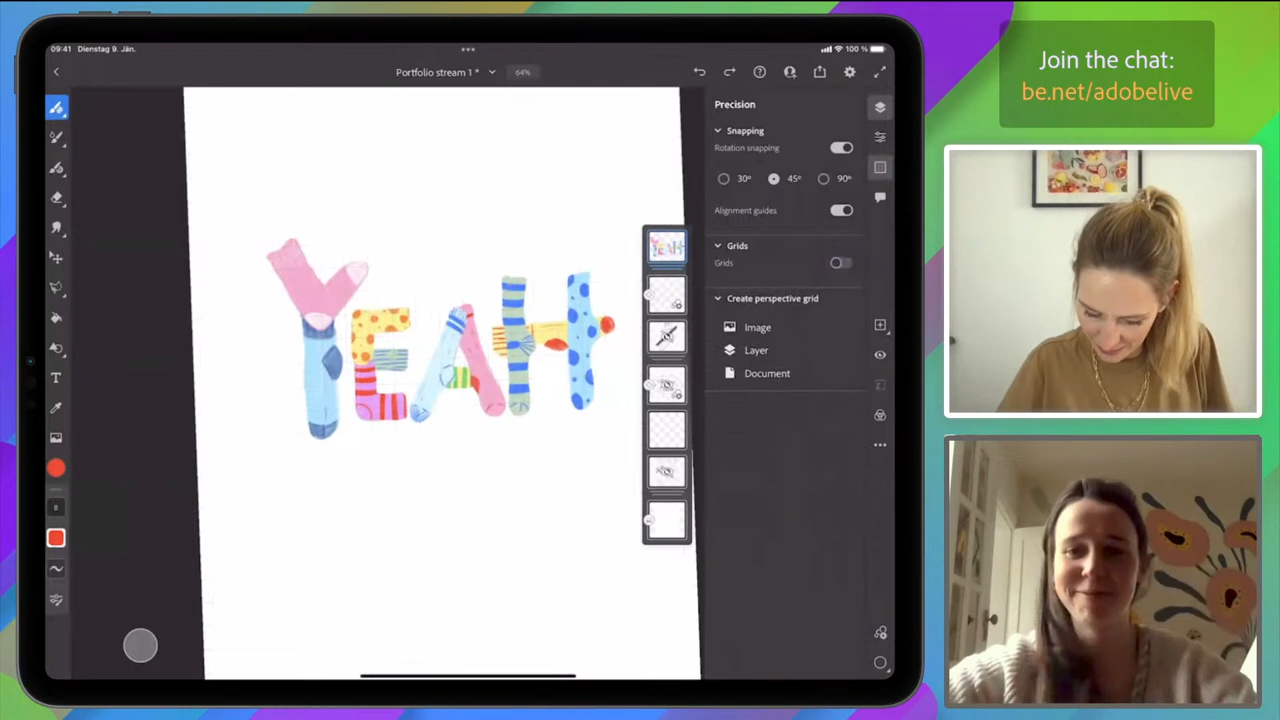 09:41 Dienstag 9. Jän.
100 %
Portfolio stream 1 *
64%
Precision
Snapping
Rotation snapping
30°
45°
90°
Alignment guides
Grids
Grids
Create perspective grid
Image
Layer
Document
YEAH
8
Join the chat:
be.net/adobelive